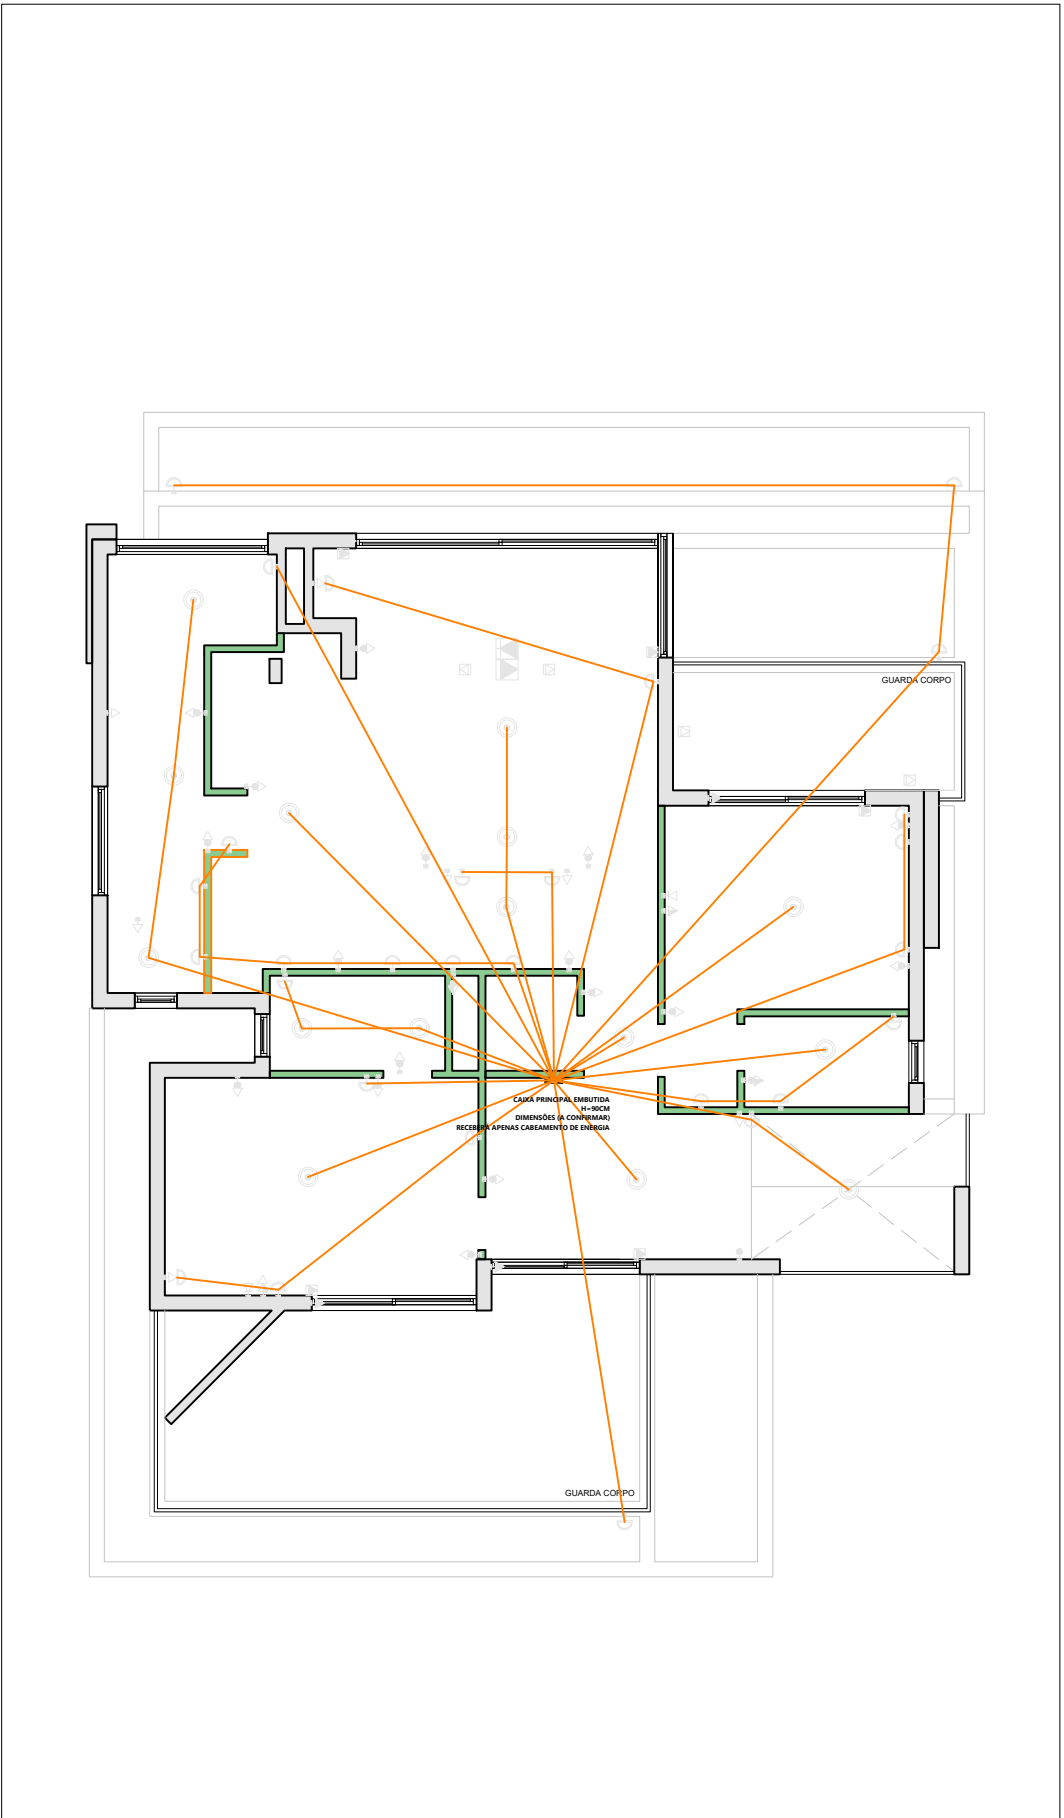 GUARDA CORPO
CAIXA PRINCIPAL EMBUTIDA
H=90CM
DIMENSÕES (A CONFIRMAR)
RECEBERÁ APENAS CABEAMENTO DE ENERGIA
GUARDA CORPO